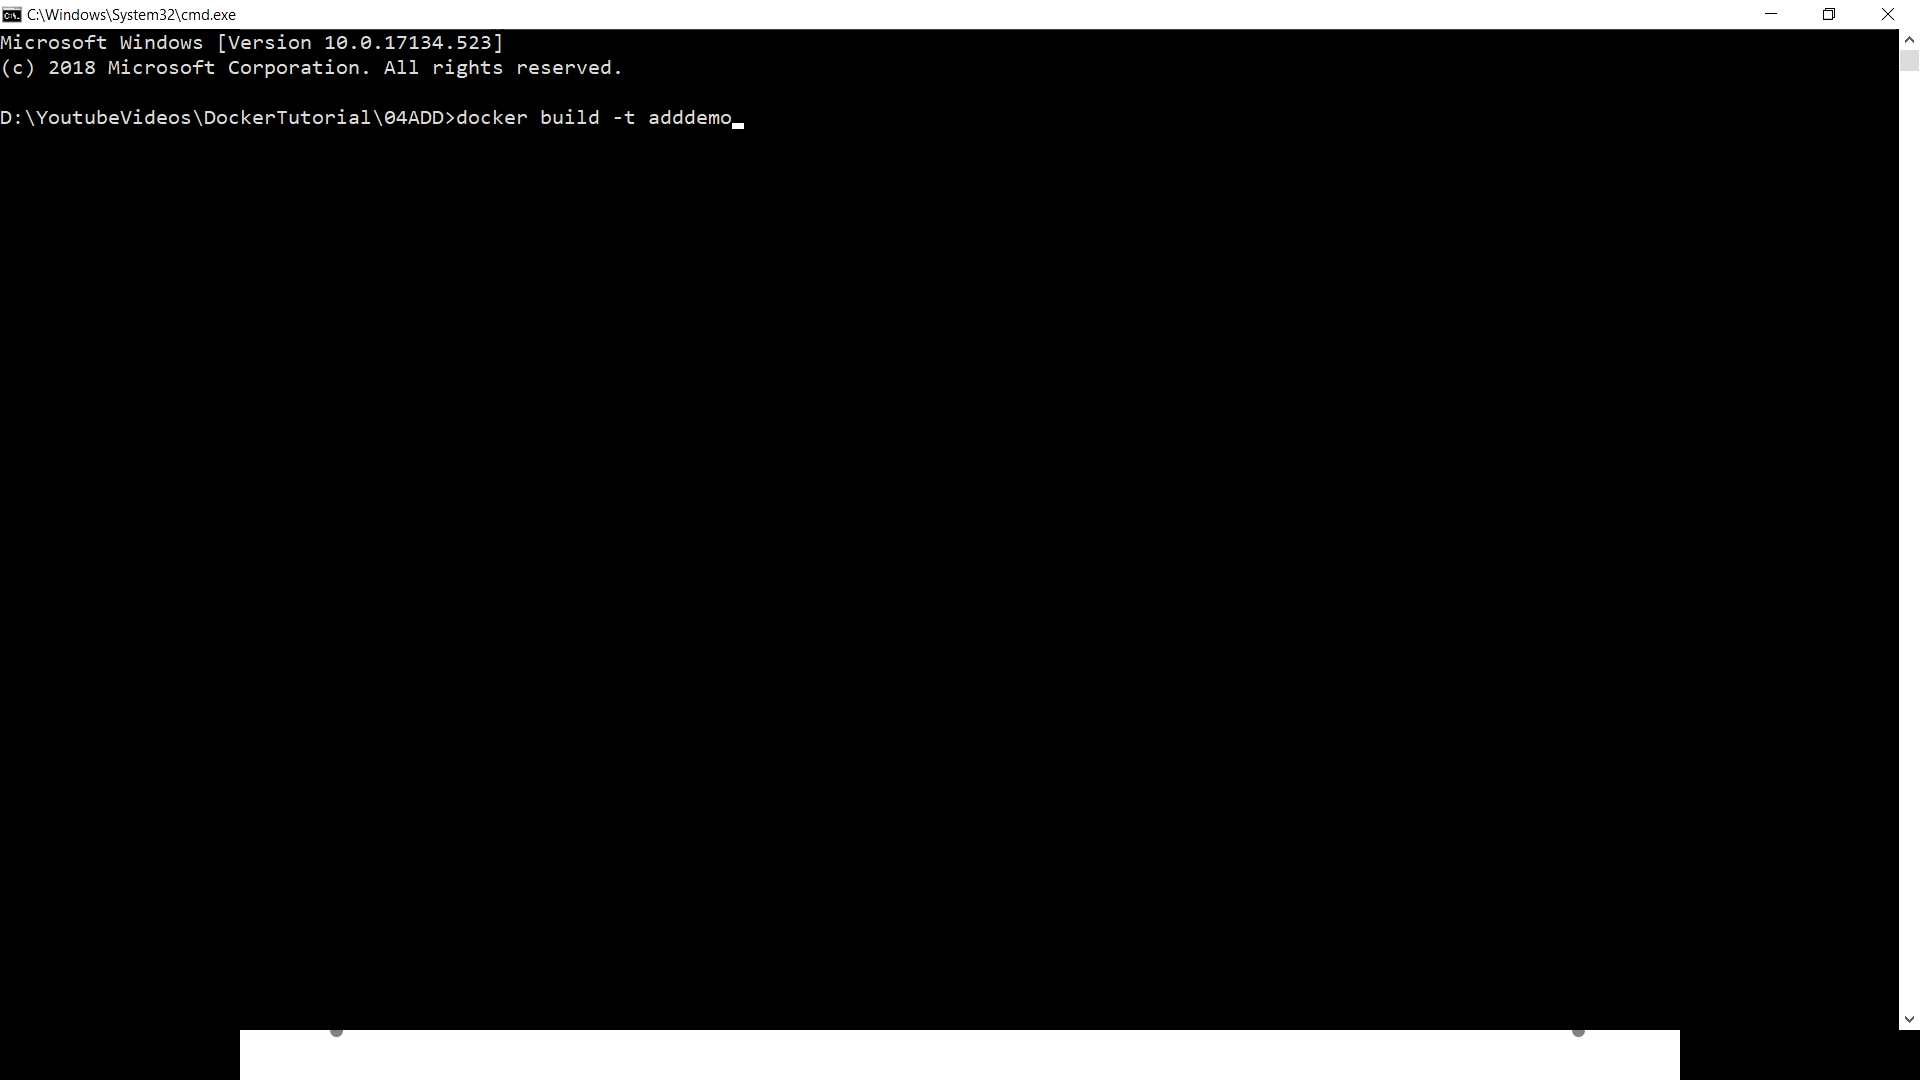 C:\Windows\System32\cmd.exe
Microsoft Windows [Version 10.0.17134.523]
(c) 2018 Microsoft Corporation. All rights reserved.
D:\YoutubeVideos\DockerTutorial\04ADD>docker build -t adddemo